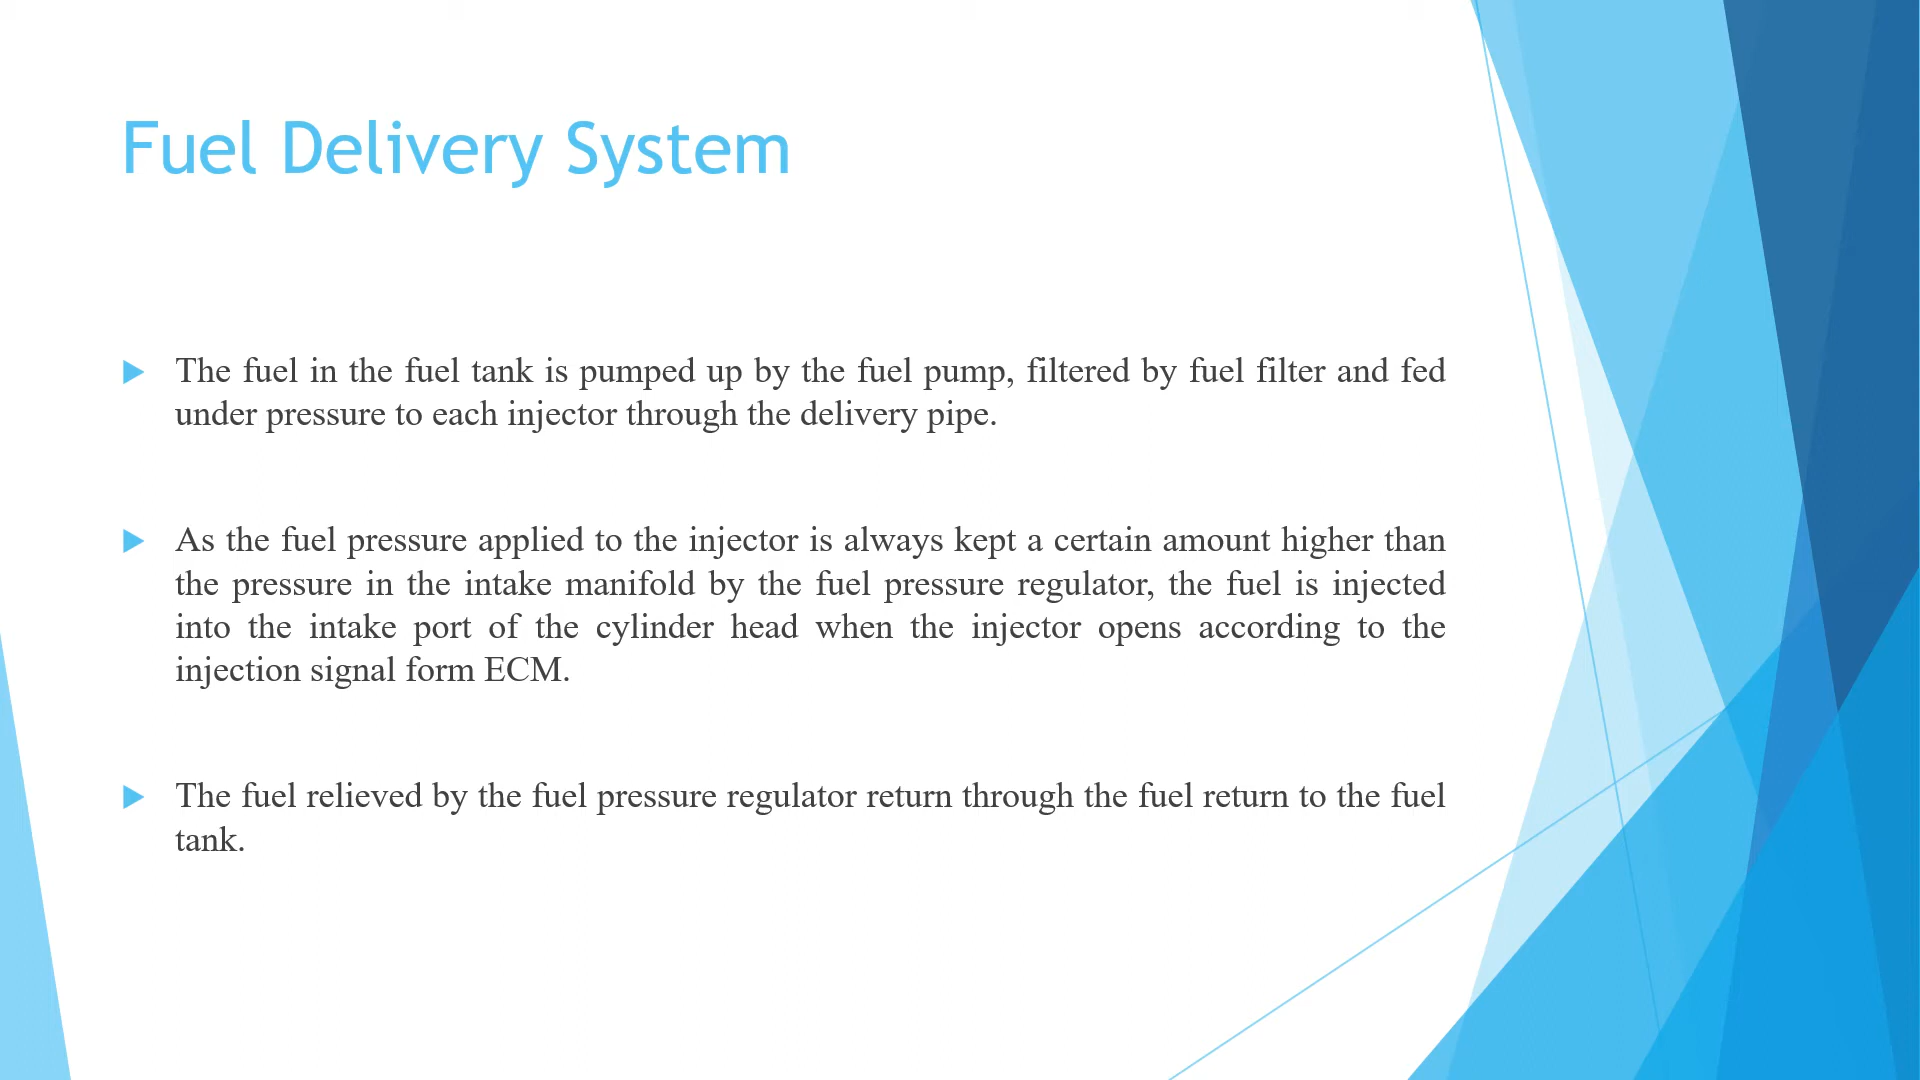 Fuel Delivery System
The fuel in the fuel tank is pumped up by the fuel pump, filtered by fuel filter and fed
under pressure to each injector through the delivery pipe.
As the fuel pressure applied to the injector is always kept a certain amount higher than
the pressure in the intake manifold by the fuel pressure regulator, the fuel is injected
into the intake port of the cylinder head when the injector opens according to the
injection signal form ECM.
The fuel relieved by the fuel pressure regulator return through the fuel return to the fuel
tank.